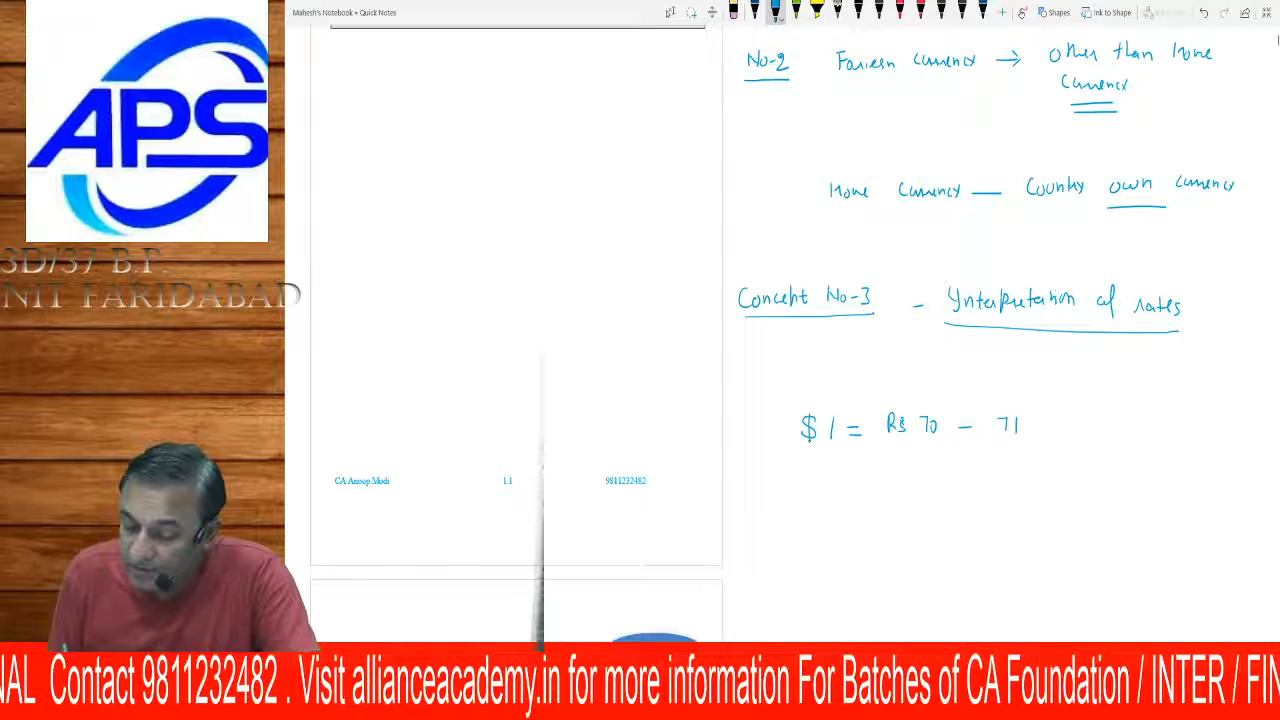 Mahesh's Notebook » Quick Notes
Shapes
Ink to Shape
APS
3D/37 B.P.
NIT FARIDABAD
No-2 Foriesn currency → other than Home
Currency
Home Currency — Country own currency
Concept No-3 - Interpretation of rates
$ 1 = Rs 70 - 71
CA Anoop Modi 1.1 9811232482
NAL Contact 9811232482 . Visit allianceacademy.in for more information For Batches of CA Foundation / INTER / FIN